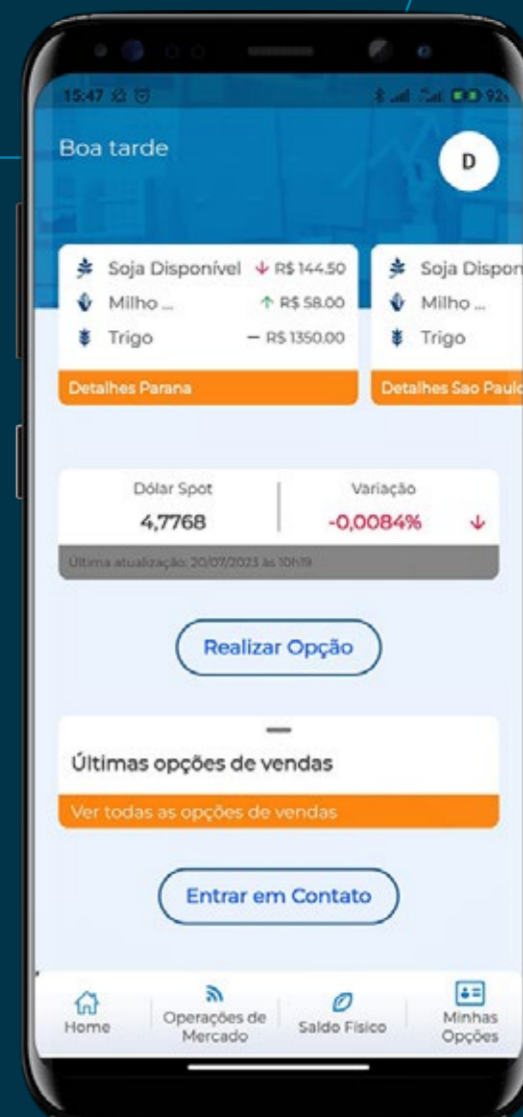 15:47
92%
Boa tarde
D
Soja Disponível ↓ R$ 144.50
Milho ... ↑ R$ 58.00
Trigo – R$ 1350.00
Detalhes Parana
Soja Dispon
Milho ...
Trigo
Detalhes Sao Paulo
Dólar Spot
4,7768
Variação
-0,0084% ↓
Última atualização: 20/07/2023 às 10h19
Realizar Opção
Últimas opções de vendas
Ver todas as opções de vendas
Entrar em Contato
Home
Operações de
Mercado
Saldo Físico
Minhas
Opções